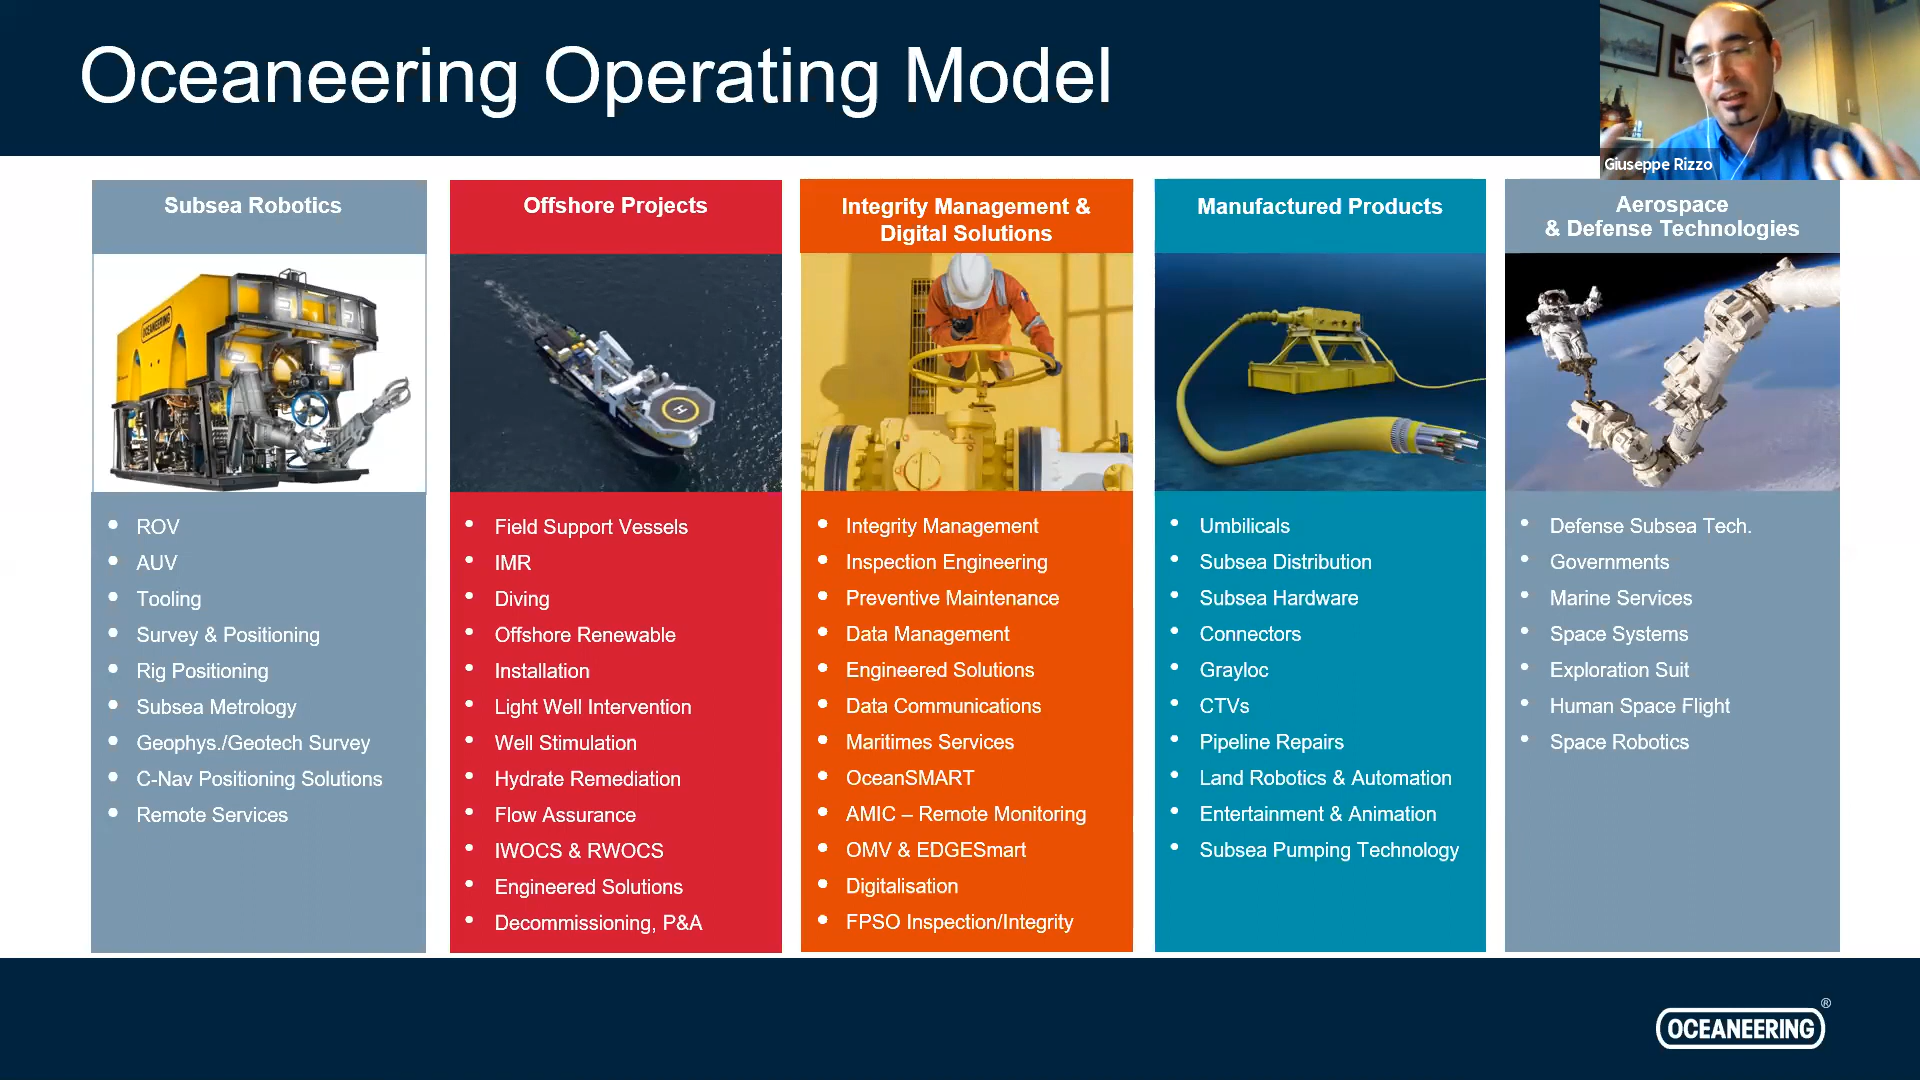 Oceaneering Operating Model
Giuseppe Rizzo
Subsea Robotics
OCEANEERING
ROV
AUV
Tooling
Survey & Positioning
Rig Positioning
Subsea Metrology
Geophys./Geotech Survey
C-Nav Positioning Solutions
Remote Services
Offshore Projects
H
Field Support Vessels
IMR
Diving
Offshore Renewable
Installation
Light Well Intervention
Well Stimulation
Hydrate Remediation
Flow Assurance
IWOCS & RWOCS
Engineered Solutions
Decommissioning, P&A
Integrity Management &
Digital Solutions
Integrity Management
Inspection Engineering
Preventive Maintenance
Data Management
Engineered Solutions
Data Communications
Maritimes Services
OceanSMART
AMIC – Remote Monitoring
OMV & EDGESmart
Digitalisation
FPSO Inspection/Integrity
Manufactured Products
Umbilicals
Subsea Distribution
Subsea Hardware
Connectors
Grayloc
CTVs
Pipeline Repairs
Land Robotics & Automation
Entertainment & Animation
Subsea Pumping Technology
Aerospace
& Defense Technologies
Defense Subsea Tech.
Governments
Marine Services
Space Systems
Exploration Suit
Human Space Flight
Space Robotics
OCEANEERING®